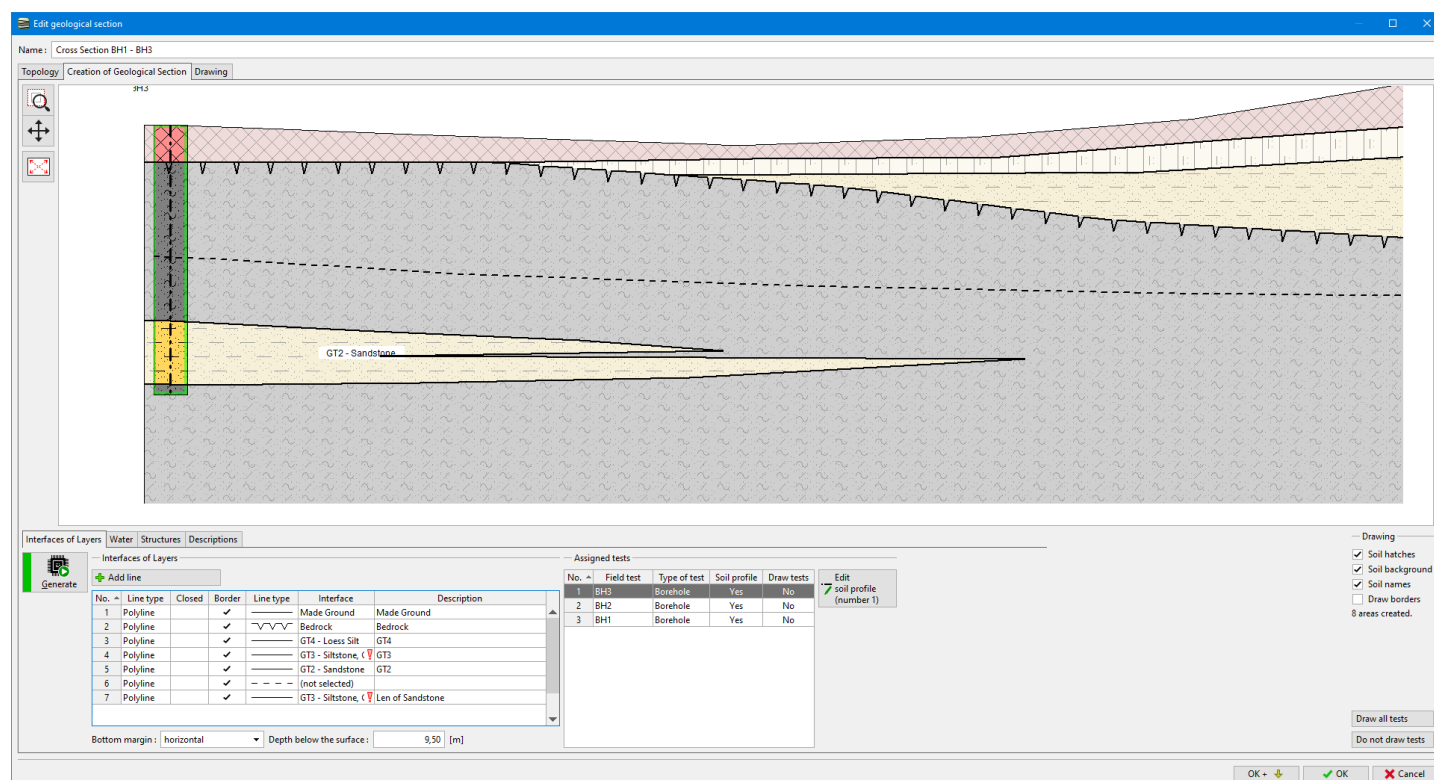 Edit geological section
Name : Cross Section BH1 - BH3
Topology Creation of Geological Section Drawing
BH3
GT2 - Sandstone
Interfaces of Layers Water Structures Descriptions
Generate
Interfaces of Layers
Add line
No. Line type Closed Border Line type Interface Description
1 Polyline Made Ground Made Ground
2 Polyline Bedrock Bedrock
3 Polyline GT4 - Loess Silt GT4
4 Polyline GT3 - Siltstone, ( GT3
5 Polyline GT2 - Sandstone GT2
6 Polyline (not selected)
7 Polyline GT3 - Siltstone, ( Len of Sandstone
Bottom margin : horizontal Depth below the surface : 9,50 [m]
Assigned tests
No. Field test Type of test Soil profile Draw tests
1 BH3 Borehole Yes No
2 BH2 Borehole Yes No
3 BH1 Borehole Yes No
Edit
soil profile
(number 1)
Drawing
Soil hatches
Soil background
Soil names
Draw borders
8 areas created.
Draw all tests
Do not draw tests
OK +
OK
Cancel